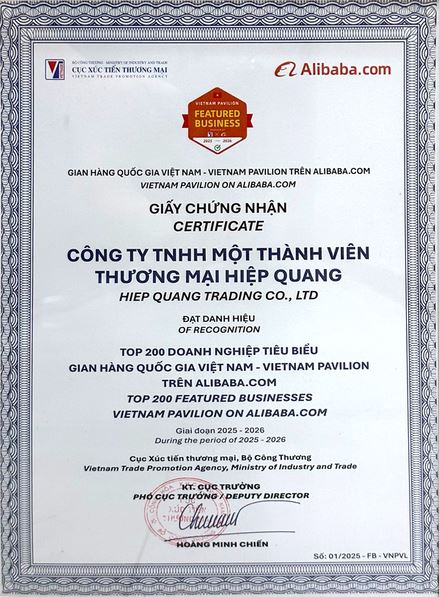 BỘ CÔNG THƯƠNG - MINISTRY OF INDUSTRY AND TRADE
CỤC XÚC TIẾN THƯƠNG MẠI
VIETNAM TRADE PROMOTION AGENCY
Alibaba.com
VIETNAM PAVILION
FEATURED
BUSINESS
2025 - 2026
GIAN HÀNG QUỐC GIA VIỆT NAM - VIETNAM PAVILION TRÊN ALIBABA.COM
VIETNAM PAVILION ON ALIBABA.COM
GIẤY CHỨNG NHẬN
CERTIFICATE
CÔNG TY TNHH MỘT THÀNH VIÊN
THƯƠNG MẠI HIỆP QUANG
HIEP QUANG TRADING CO., LTD
ĐẠT DANH HIỆU
OF RECOGNITION
TOP 200 DOANH NGHIỆP TIÊU BIỂU
GIAN HÀNG QUỐC GIA VIỆT NAM - VIETNAM PAVILION
TRÊN ALIBABA.COM
TOP 200 FEATURED BUSINESSES
VIETNAM PAVILION ON ALIBABA.COM
Giai đoạn 2025 - 2026
During the period of 2025 - 2026
Cục Xúc tiến thương mại, Bộ Công Thương
Vietnam Trade Promotion Agency, Ministry of Industry and Trade
KT. CỤC TRƯỞNG
PHÓ CỤC TRƯỞNG / DEPUTY DIRECTOR
HOÀNG MINH CHIẾN
Số: 01/2025 - FB - VNPVL